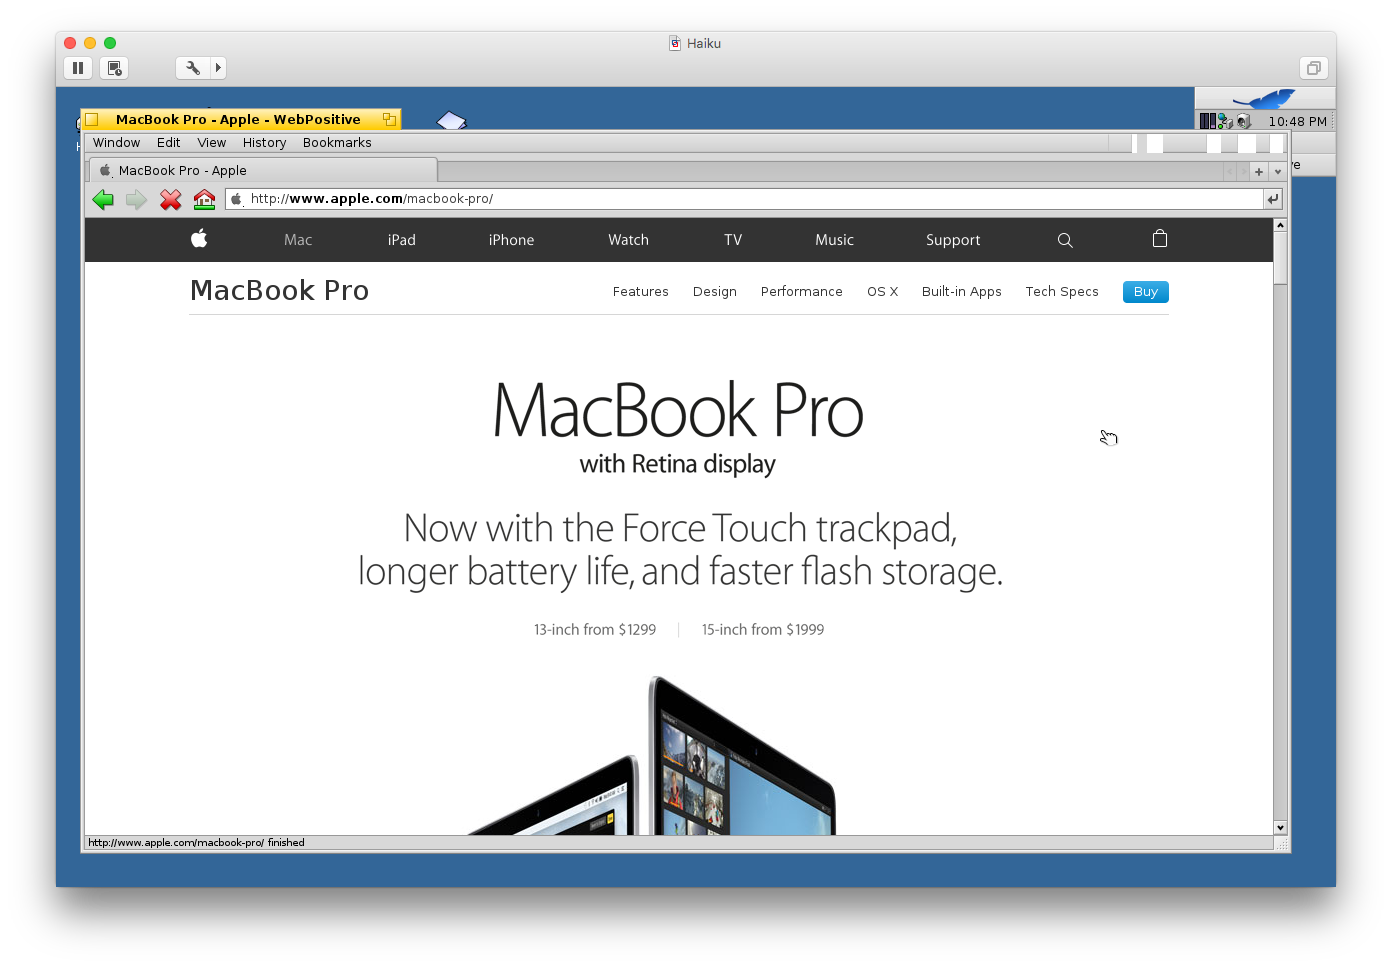 Haiku
10:48 PM
MacBook Pro - Apple - WebPositive
Window Edit View History Bookmarks
MacBook Pro - Apple
http://www.apple.com/macbook-pro/
Mac iPad iPhone Watch TV Music Support
MacBook Pro
Features Design Performance OS X Built-in Apps Tech Specs Buy
MacBook Pro
with Retina display
Now with the Force Touch trackpad,
longer battery life, and faster flash storage.
13-inch from $1299 15-inch from $1999
http://www.apple.com/macbook-pro/ finished